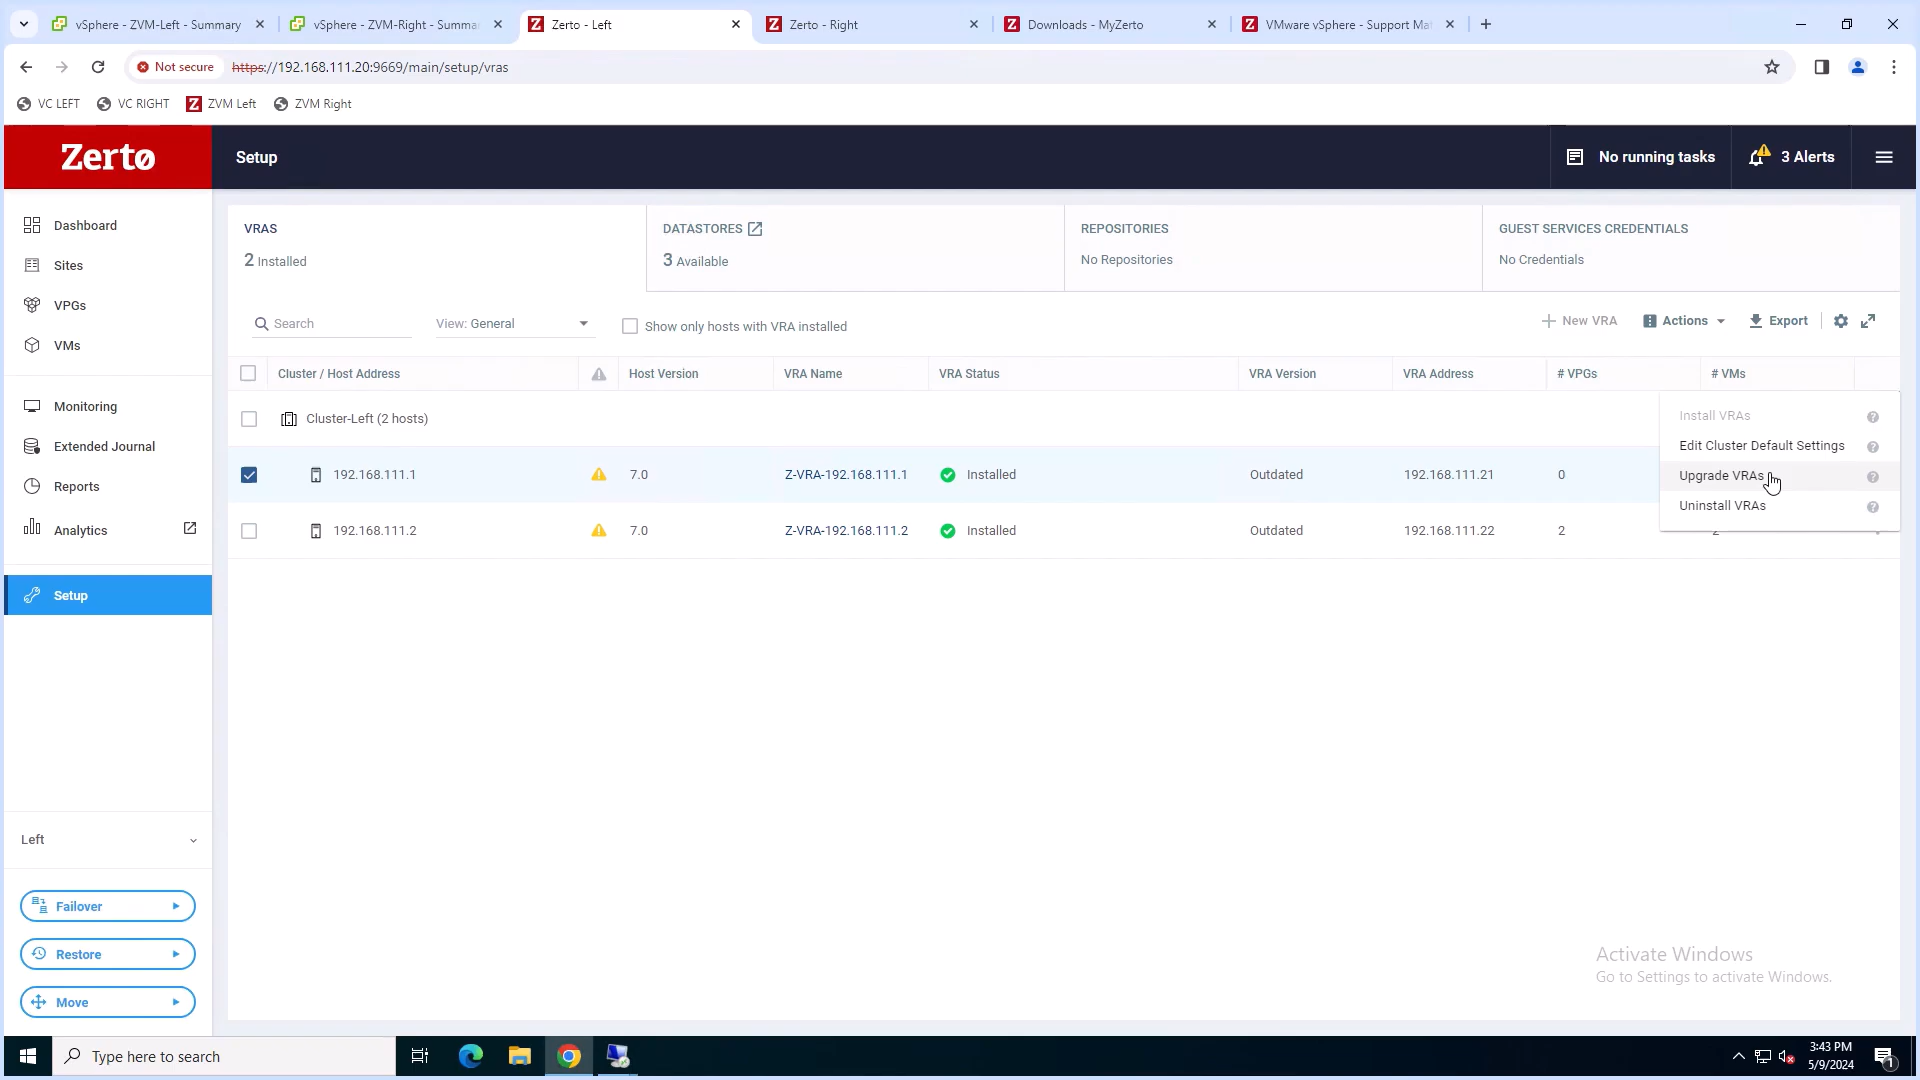 vSphere - ZVM-Left - Summary
vSphere - ZVM-Right - Summa
Zerto - Left
Zerto - Right
Downloads - MyZerto
VMware vSphere - Support Mat
Not secure
https://192.168.111.20:9669/main/setup/vras
VC LEFT
VC RIGHT
ZVM Left
ZVM Right
Zerto
Setup
No running tasks
3 Alerts
Dashboard
Sites
VPGs
VMs
Monitoring
Extended Journal
Reports
Analytics
Setup
VRAS
2 Installed
DATASTORES
3 Available
REPOSITORIES
No Repositories
GUEST SERVICES CREDENTIALS
No Credentials
Search
View: General
Show only hosts with VRA installed
New VRA
Actions
Export
Cluster / Host Address
Host Version
VRA Name
VRA Status
VRA Version
VRA Address
# VPGs
# VMs
Cluster-Left (2 hosts)
192.168.111.1
7.0
Z-VRA-192.168.111.1
Installed
Outdated
192.168.111.21
0
192.168.111.2
7.0
Z-VRA-192.168.111.2
Installed
Outdated
192.168.111.22
2
Install VRAs
Edit Cluster Default Settings
Upgrade VRAs
Uninstall VRAs
Left
Failover
Restore
Move
Activate Windows
Go to Settings to activate Windows.
Type here to search
3:43 PM
5/9/2024
1